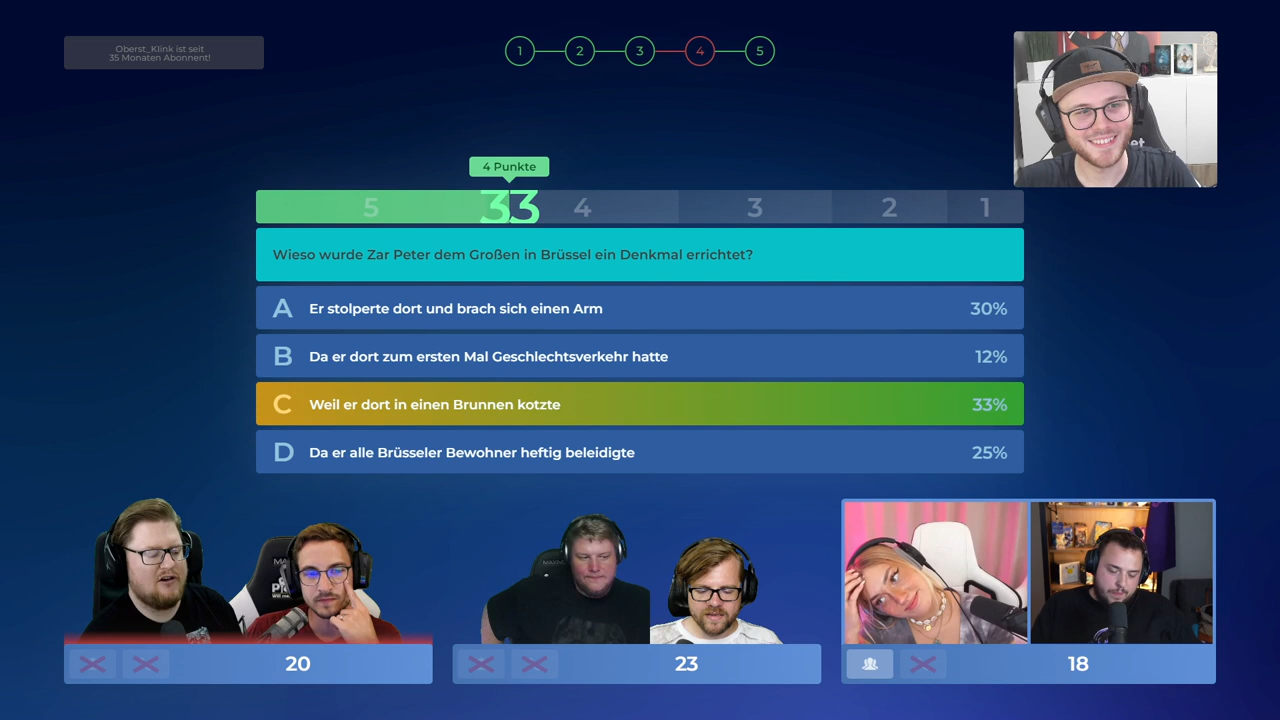 Oberst_Klink ist seit
35 Monaten Abonnent!
1 2 3 4 5
4 Punkte
5 33 4 3 2 1
Wieso wurde Zar Peter dem Großen in Brüssel ein Denkmal errichtet?
A Er stolperte dort und brach sich einen Arm 30%
B Da er dort zum ersten Mal Geschlechtsverkehr hatte 12%
C Weil er dort in einen Brunnen kotzte 33%
D Da er alle Brüsseler Bewohner heftig beleidigte 25%
20
23
18